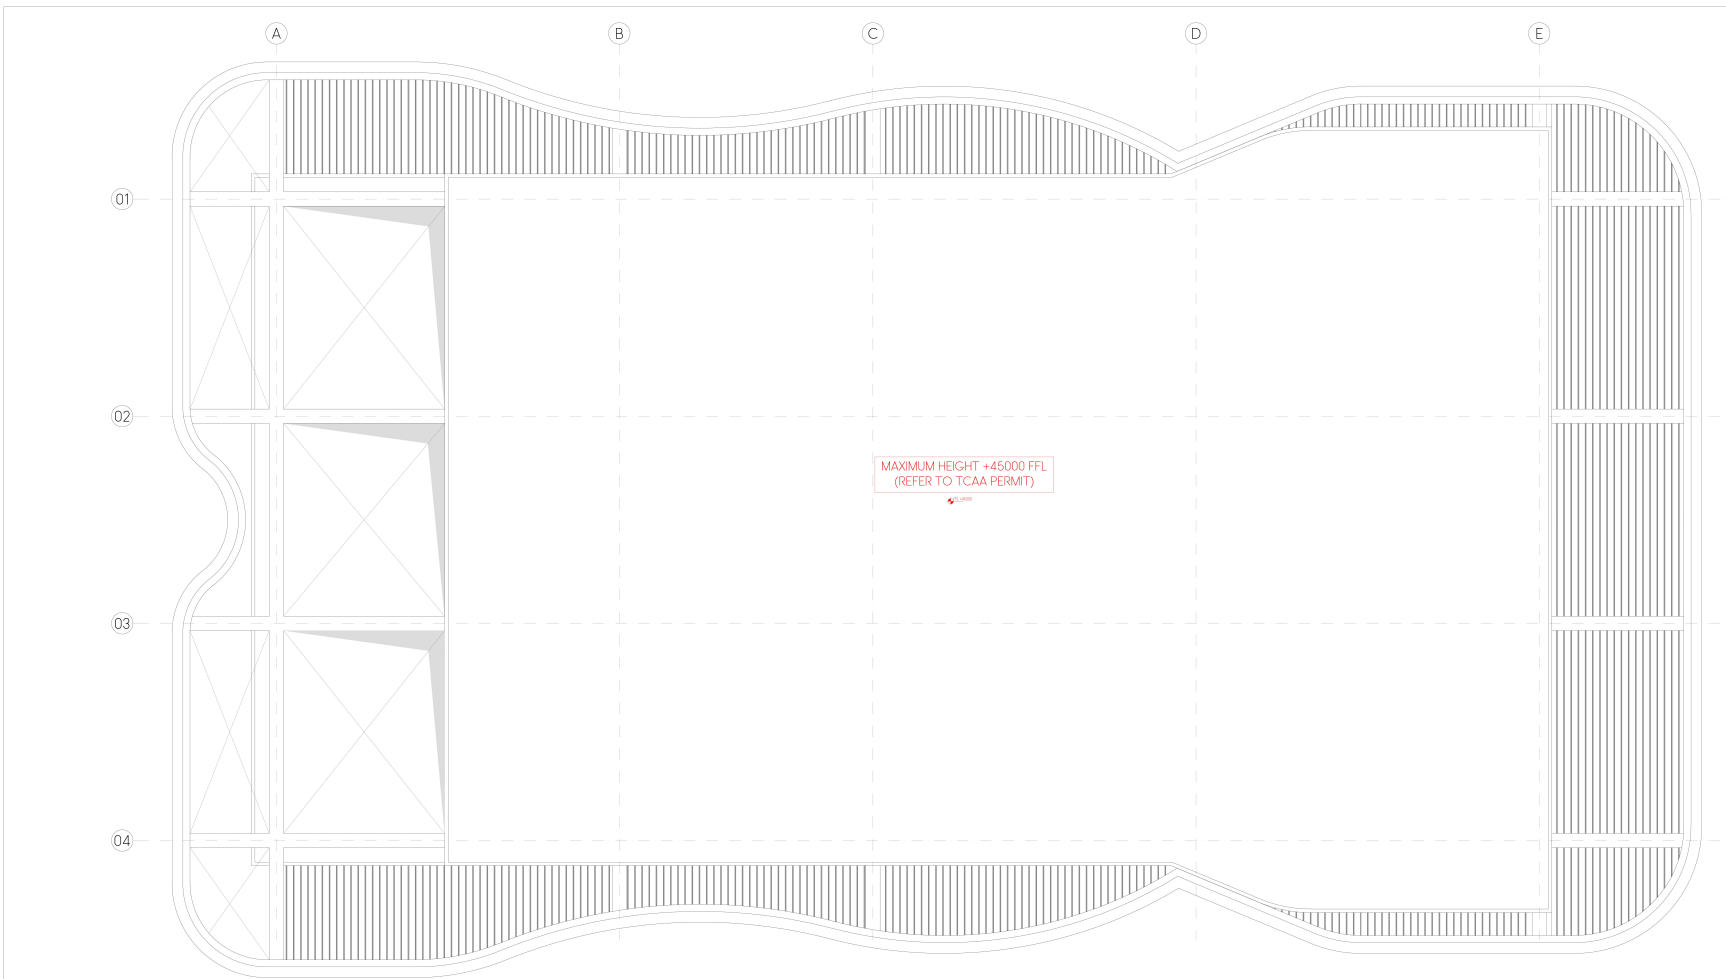 A
B
C
D
E
01
02
MAXIMUM HEIGHT +45000 FFL
(REFER TO TCAA PERMIT)
03
04